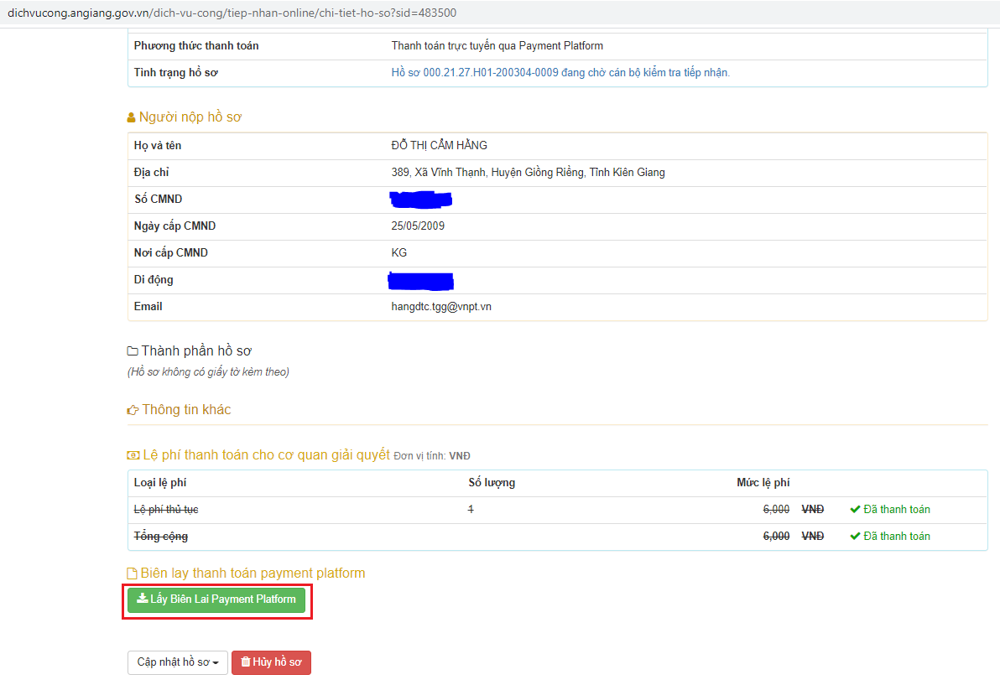 dichvucong.angiang.gov.vn/dich-vu-cong/tiep-nhan-online/chi-tiet-ho-so?sid=483500
Phương thức thanh toán Thanh toán trực tuyến qua Payment Platform
Tình trạng hồ sơ Hồ sơ 000.21.27.H01-200304-0009 đang chờ cán bộ kiểm tra tiếp nhận.
Người nộp hồ sơ
Họ và tên ĐỖ THỊ CẨM HẰNG
Địa chỉ 389, Xã Vĩnh Thạnh, Huyện Giồng Riềng, Tỉnh Kiên Giang
Số CMND
Ngày cấp CMND 25/05/2009
Nơi cấp CMND KG
Di động
Email hangdtc.tgg@vnpt.vn
Thành phần hồ sơ
(Hồ sơ không có giấy tờ kèm theo)
Thông tin khác
Lệ phí thanh toán cho cơ quan giải quyết Đơn vị tính: VNĐ
Loại lệ phí Số lượng Mức lệ phí
Lệ phí thủ tục 1 6,000 VNĐ Đã thanh toán
Tổng cộng 6,000 VNĐ Đã thanh toán
Biên lay thanh toán payment platform
Lấy Biên Lai Payment Platform
Cập nhật hồ sơ Hủy hồ sơ